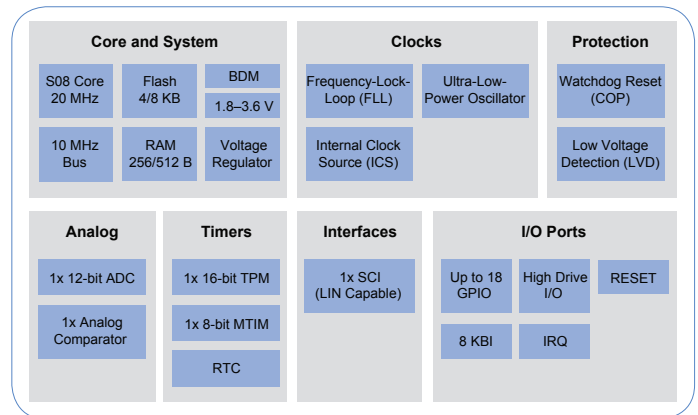 Core and System
S08 Core
20 MHz
Flash
4/8 KB
BDM
1.8–3.6 V
10 MHz
Bus
RAM
256/512 B
Voltage
Regulator
Clocks
Frequency-Lock-
Loop (FLL)
Ultra-Low-
Power Oscillator
Internal Clock
Source (ICS)
Protection
Watchdog Reset
(COP)
Low Voltage
Detection (LVD)
Analog
1x 12-bit ADC
1x Analog
Comparator
Timers
1x 16-bit TPM
1x 8-bit MTIM
RTC
Interfaces
1x SCI
(LIN Capable)
I/O Ports
Up to 18
GPIO
High Drive
I/O
RESET
8 KBI
IRQ